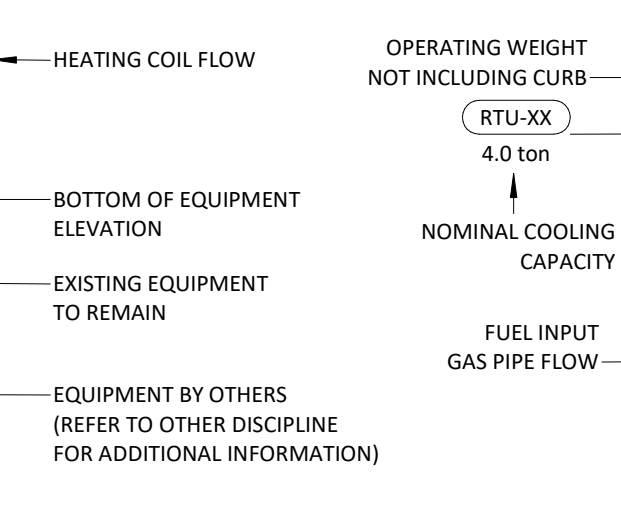 HEATING COIL FLOW
BOTTOM OF EQUIPMENT
ELEVATION
EXISTING EQUIPMENT
TO REMAIN
EQUIPMENT BY OTHERS
(REFER TO OTHER DISCIPLINE
FOR ADDITIONAL INFORMATION)
OPERATING WEIGHT
NOT INCLUDING CURB
RTU-XX
4.0 ton
NOMINAL COOLING
CAPACITY
FUEL INPUT
GAS PIPE FLOW